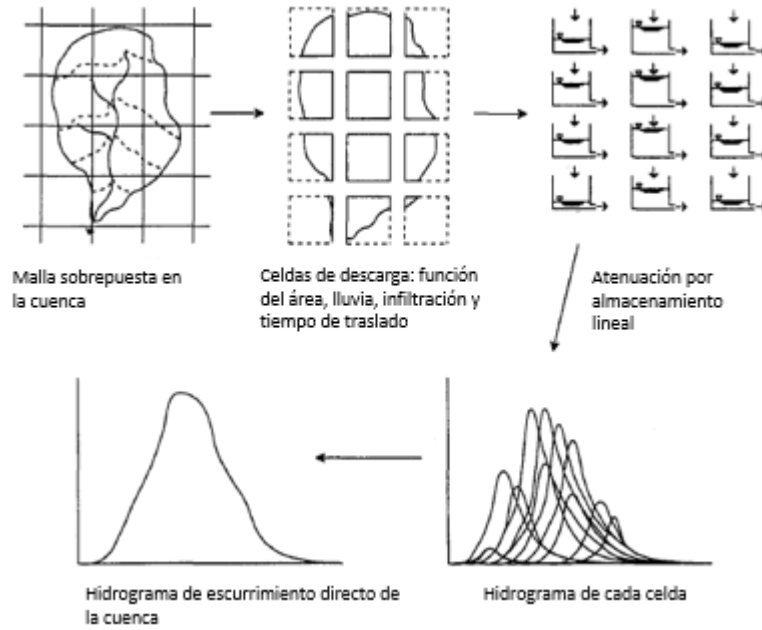 Malla sobrepuesta en
la cuenca
Celdas de descarga: función
del área, lluvia, infiltración y
tiempo de traslado
Atenuación por
almacenamiento
lineal
Hidrograma de escurrimiento directo de
la cuenca
Hidrograma de cada celda